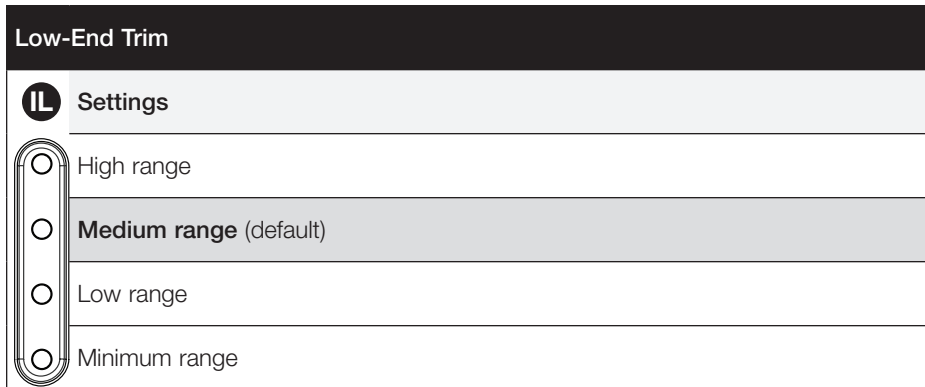 Low-End Trim
IL Settings
High range
Medium range (default)
Low range
Minimum range